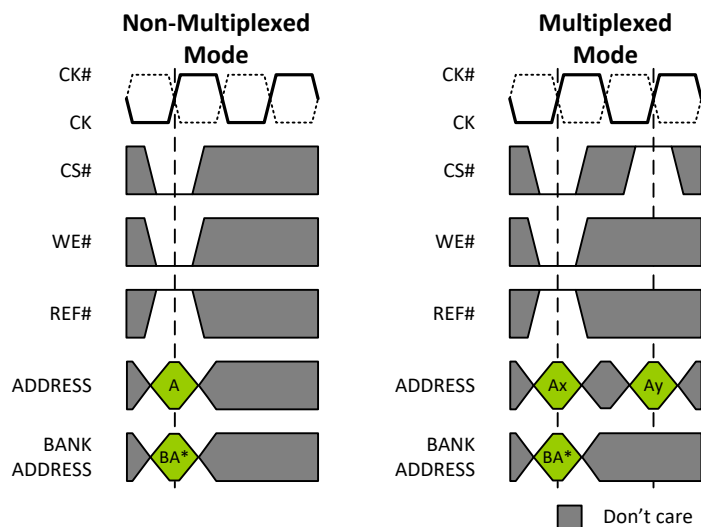 Non-Multiplexed
Mode
Multiplexed
Mode
CK#
CK
CS#
WE#
REF#
ADDRESS
A
BANK
ADDRESS
BA*
CK#
CK
CS#
WE#
REF#
ADDRESS
Ax
Ay
BANK
ADDRESS
BA*
Don't care